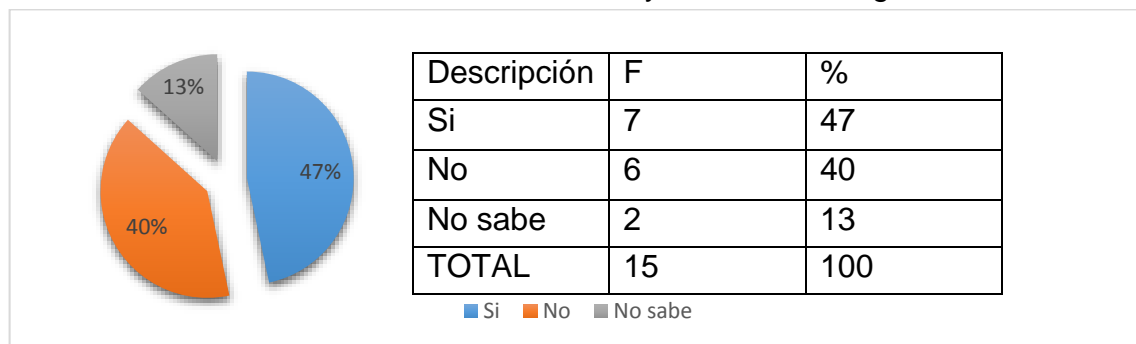 13%
47%
40%
Descripción F %
Si 7 47
No 6 40
No sabe 2 13
TOTAL 15 100
Si No No sabe